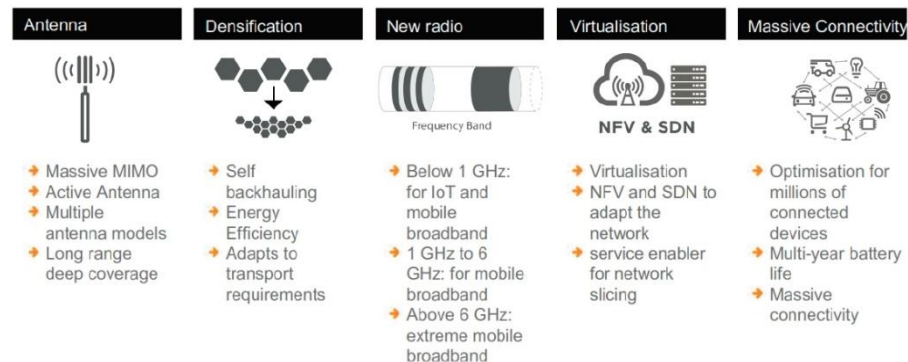 Antenna
Massive MIMO
Active Antenna
Multiple
antenna models
Long range
deep coverage
Densification
Self
backhauling
Energy
Efficiency
Adapts to
transport
requirements
New radio
Frequency Band
Below 1 GHz:
for IoT and
mobile
broadband
1 GHz to 6
GHz: for mobile
broadband
Above 6 GHz:
extreme mobile
broadband
Virtualisation
NFV & SDN
Virtualisation
NFV and SDN to
adapt the
network
service enabler
for network
slicing
Massive Connectivity
Optimisation for
millions of
connected
devices
Multi-year battery
life
Massive
connectivity